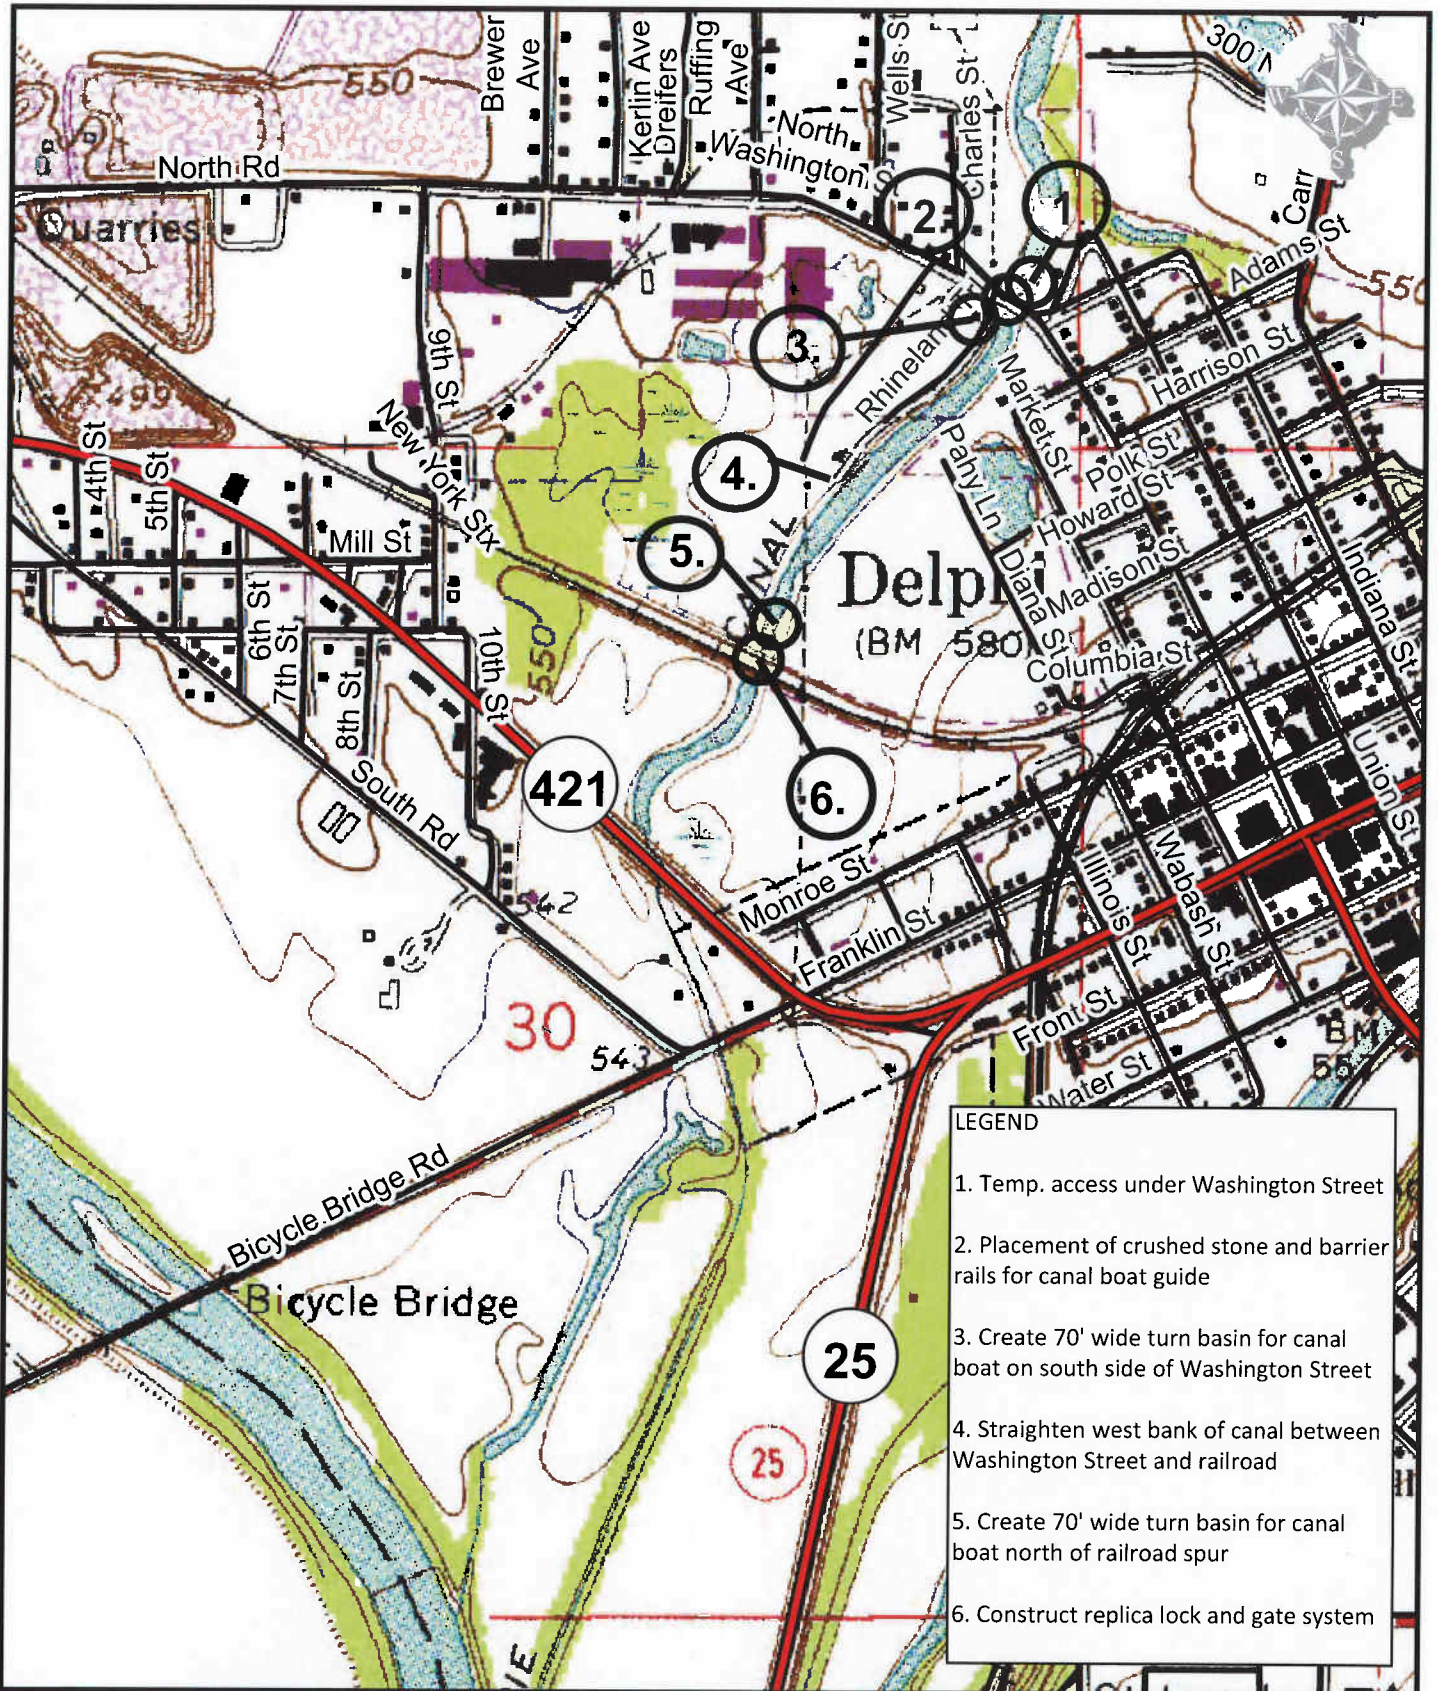 300 N
N
W
E
S
550
Brewer
Ave
Kerlin Ave
Dreifers
Ruffing
Ave
North
Washington
Wells St
Charles St
North Rd
Quarries
2.
1.
Carr
Adams St
550
3.
9th St
Rhinelan
Market St
Harrison St
499
4th St
5th St
New York Stx
4.
Pahy Ln
Polk St
Howard St
Mill St
5.
NAL
Delphi
(BM 580)
Diana St
Madison St
Columbia St
Indiana St
6th St
7th St
8th St
10th St
550
421
6.
South Rd
Union St
542
Monroe St
Franklin St
Illinois St
Wabash St
30
543
Front St
Water St
BM
Bicycle Bridge Rd
Bicycle Bridge
25
25
LEGEND
1. Temp. access under Washington Street
2. Placement of crushed stone and barrier
rails for canal boat guide
3. Create 70' wide turn basin for canal
boat on south side of Washington Street
4. Straighten west bank of canal between
Washington Street and railroad
5. Create 70' wide turn basin for canal
boat north of railroad spur
6. Construct replica lock and gate system